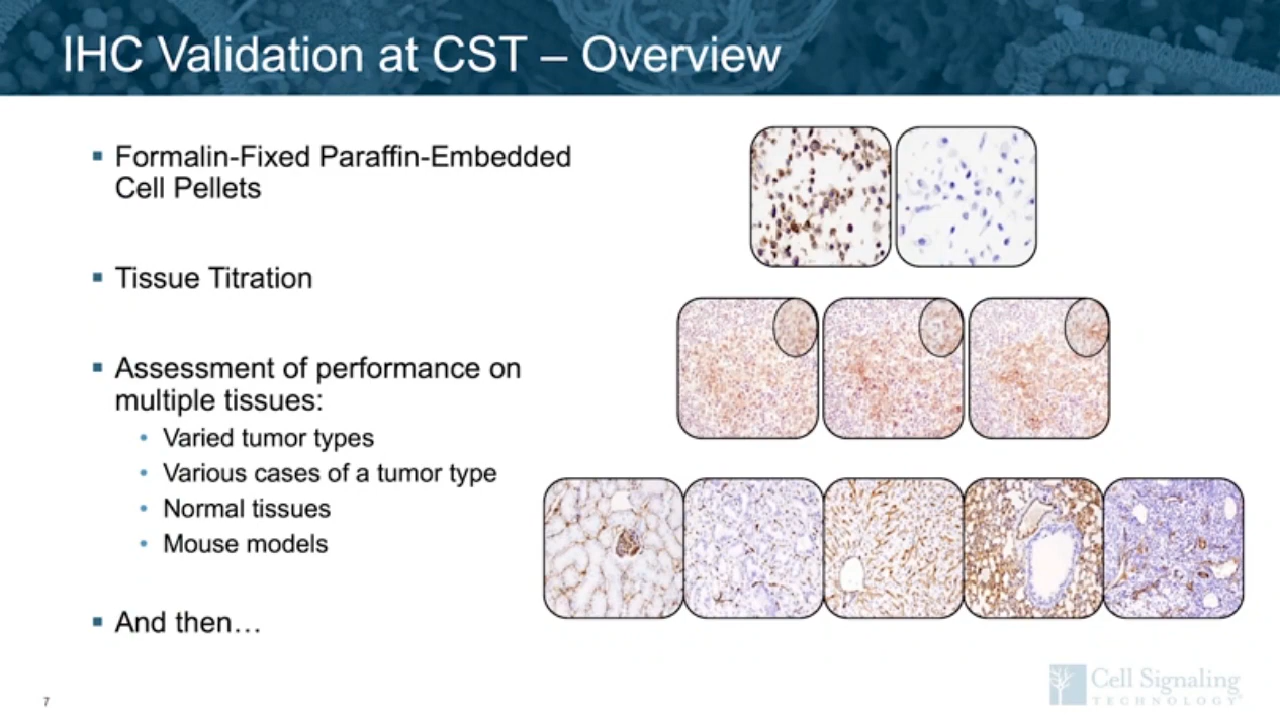 IHC Validation at CST – Overview
Formalin-Fixed Paraffin-Embedded
Cell Pellets
Tissue Titration
Assessment of performance on
multiple tissues:
Varied tumor types
Various cases of a tumor type
Normal tissues
Mouse models
And then…
7
Cell Signaling
TECHNOLOGY